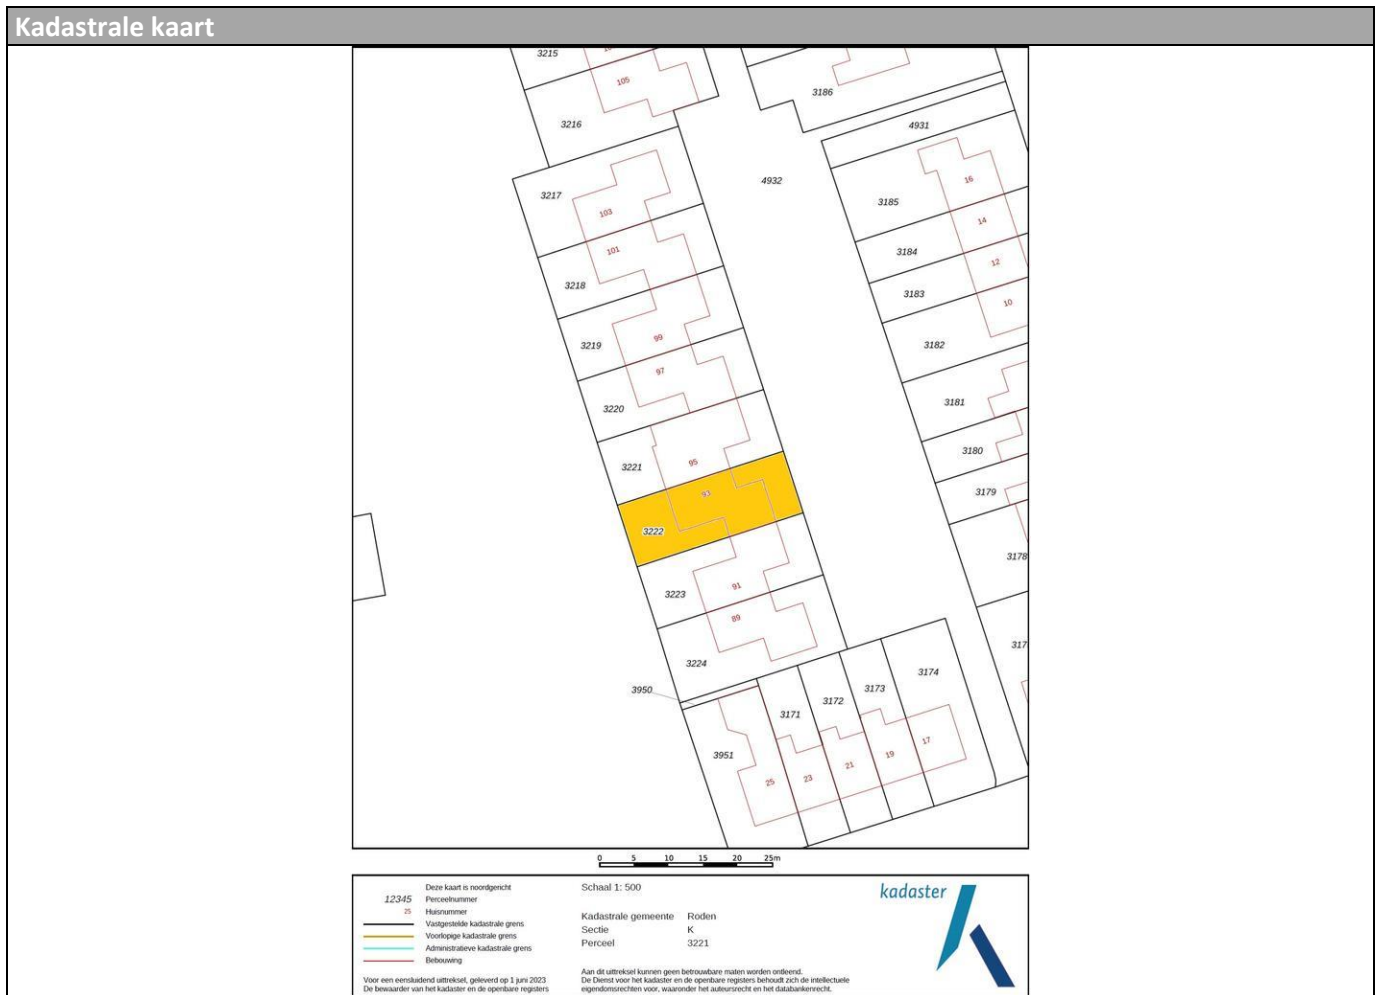 Kadastrale kaart
3215
105
3186
3216
4931
4932
16
3217
3185
103
14
101
3184
12
3218
3183
10
99
3219
3182
97
3181
3220
3180
95
3221
3179
93
3222
3178
91
3223
89
317
3224
3174
3950
3173
3172
3171
17
3951
19
21
23
25
0 5 10 15 20 25m
Deze kaart is noordgericht
12345 Perceelnummer
25 Huisnummer
Vastgestelde kadastrale grens
Voorlopige kadastrale grens
Administratieve kadastrale grens
Bebouwing
Voor een eensluidend uittreksel, geleverd op 1 juni 2023
De bewaarder van het kadaster en de openbare registers
Schaal 1: 500
Kadastrale gemeente Roden
Sectie K
Perceel 3221
Aan dit uittreksel kunnen geen betrouwbare maten worden ontleend.
De Dienst voor het kadaster en de openbare registers behoudt zich de intellectuele
eigendomsrechten voor, waaronder het auteursrecht en het databankenrecht.
kadaster